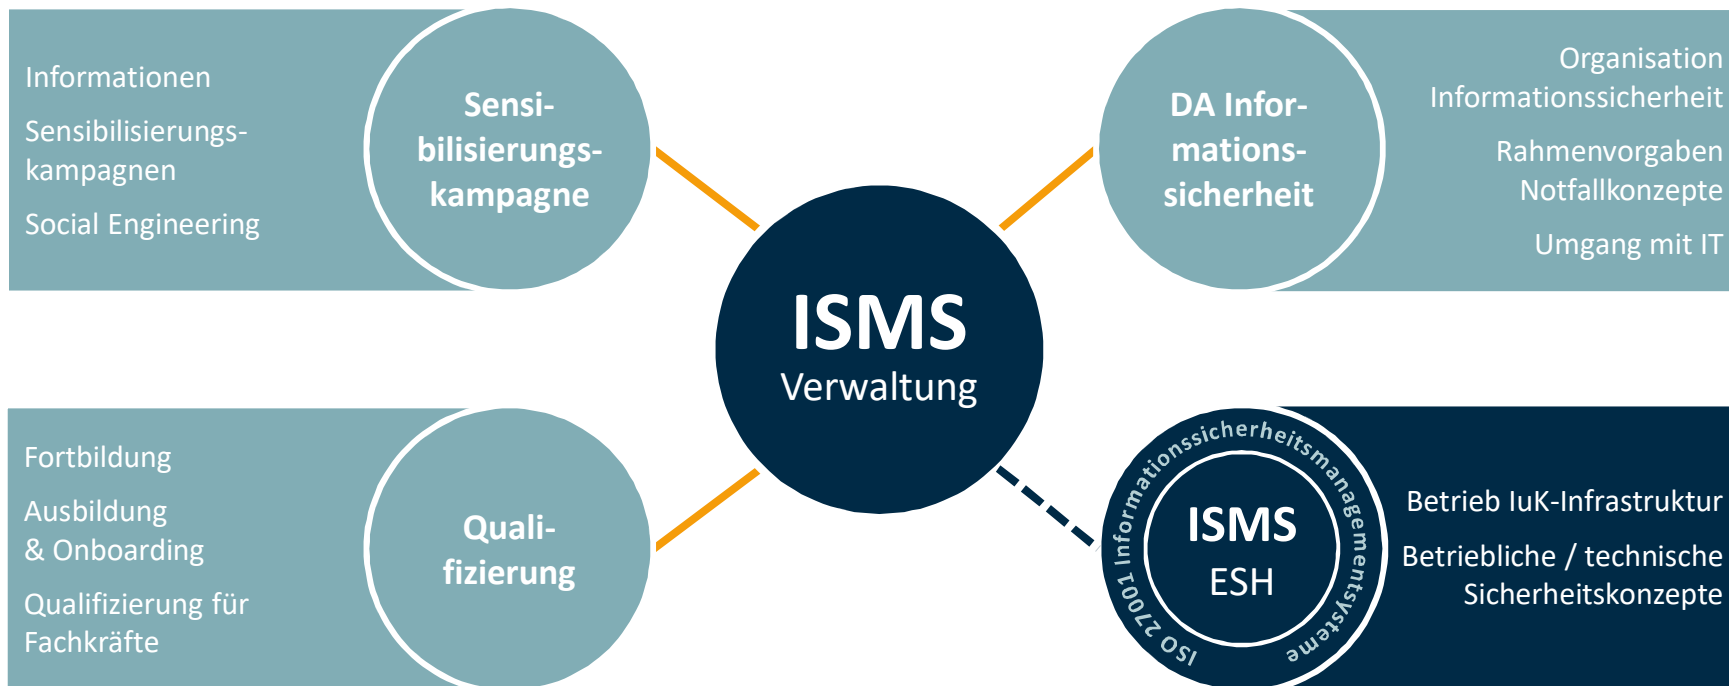 Informationen
Sensibilisierungs-
kampagnen
Social Engineering
Sensi-
bilisierungs-
kampagne
DA Infor-
mations-
sicherheit
Organisation
Informationssicherheit
Rahmenvorgaben
Notfallkonzepte
Umgang mit IT
ISMS
Verwaltung
Fortbildung
Ausbildung
& Onboarding
Qualifizierung für
Fachkräfte
Quali-
fizierung
ISO 27001 Informationssicherheitsmanagementsysteme
ISMS
ESH
Betrieb IuK-Infrastruktur
Betriebliche / technische
Sicherheitskonzepte